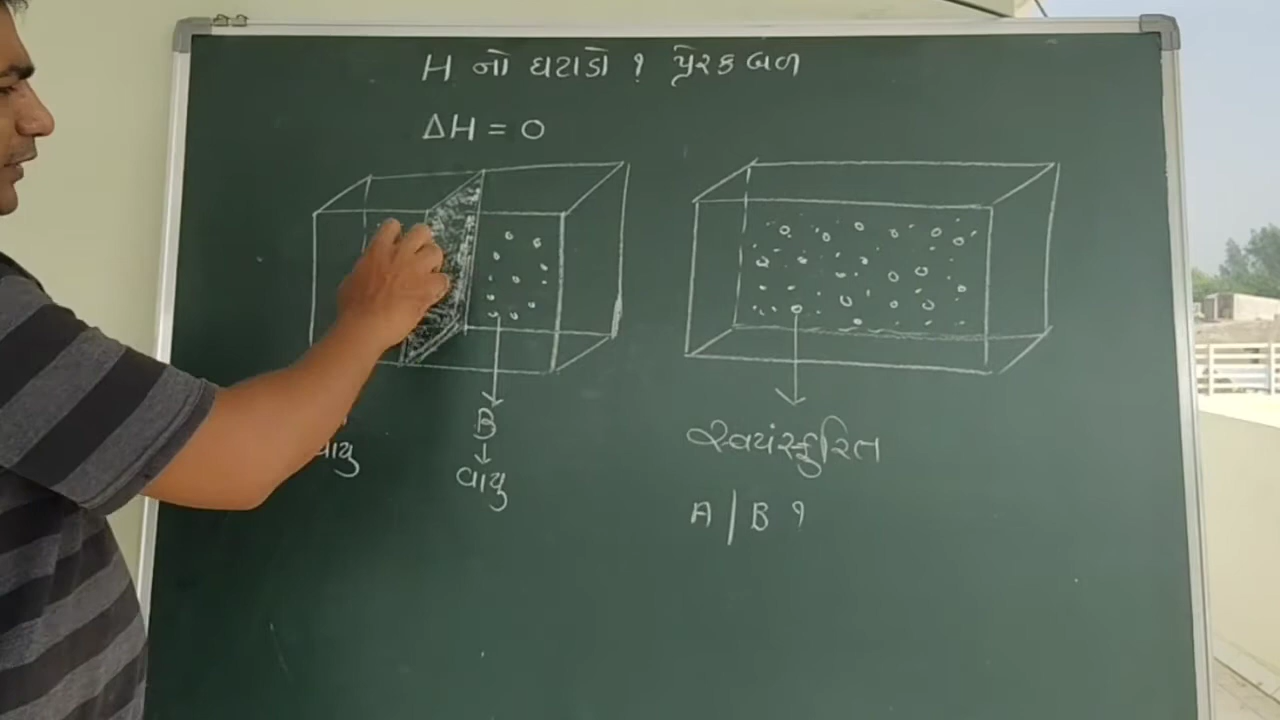 H નો ઘટાડો ? પ્રેરક બળ
ΔH = 0
B
↓
વાયુ
વાયુ
સ્વયંસ્ફુરિત
A | B ?